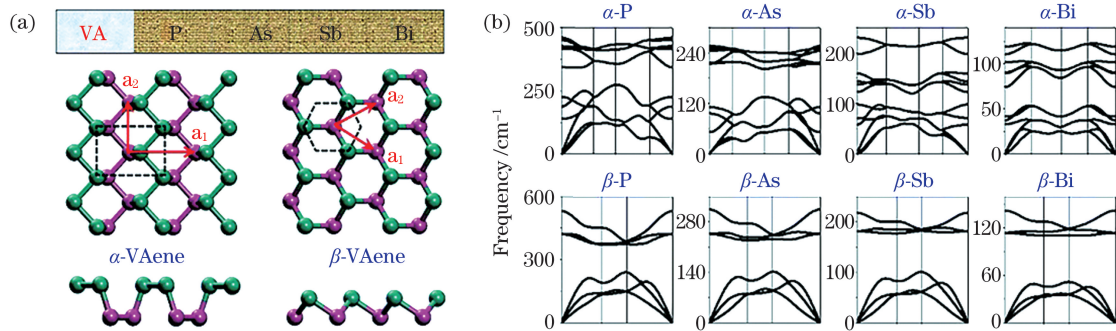 (a)
VA P As Sb Bi
a₂
a₁
a₂
a₁
α-VAene β-VAene
(b)
Frequency /cm⁻¹
α-P α-As α-Sb α-Bi
500
250
0
240
120
0
200
100
0
100
50
0
β-P β-As β-Sb β-Bi
600
300
0
280
140
0
200
100
0
120
60
0